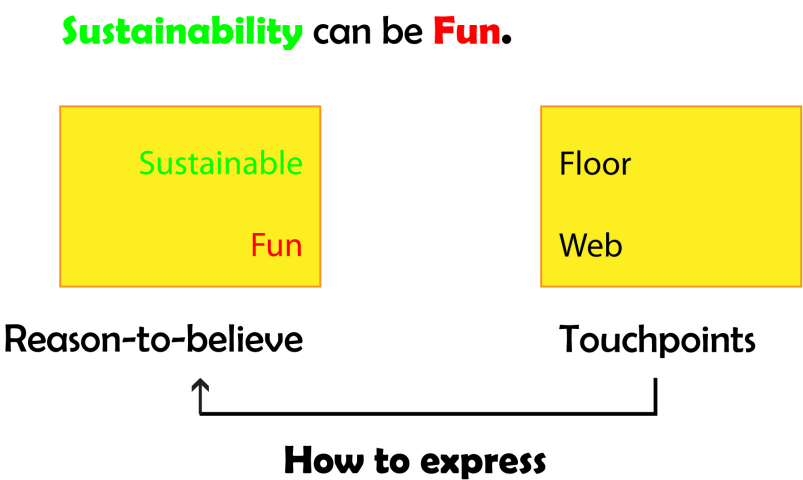 Sustainability can be Fun.
Sustainable
Fun
Reason-to-believe
Floor
Web
Touchpoints
How to express